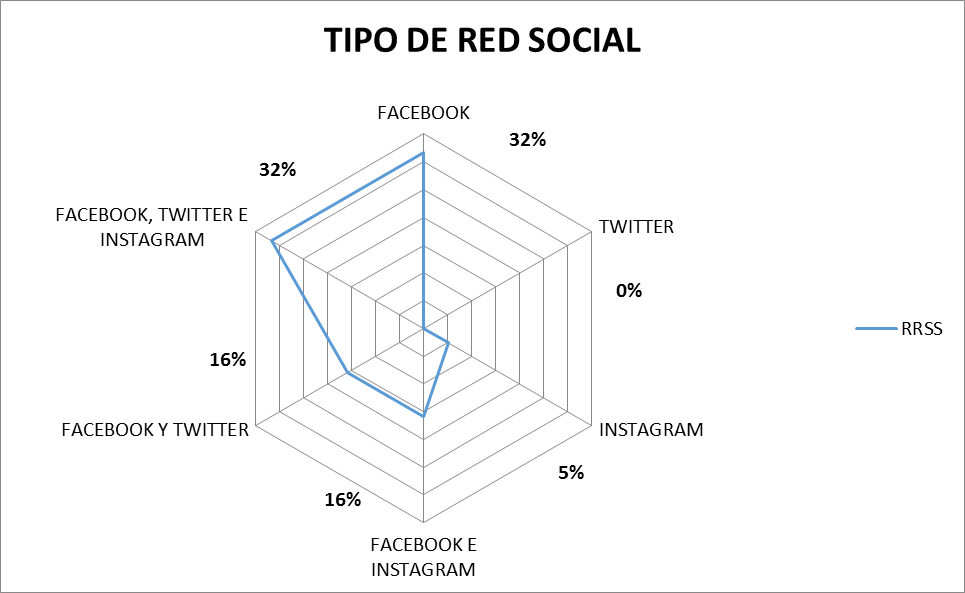 TIPO DE RED SOCIAL
FACEBOOK
32%
TWITTER
0%
INSTAGRAM
5%
FACEBOOK E
INSTAGRAM
16%
FACEBOOK Y TWITTER
16%
FACEBOOK, TWITTER E
INSTAGRAM
32%
RRSS